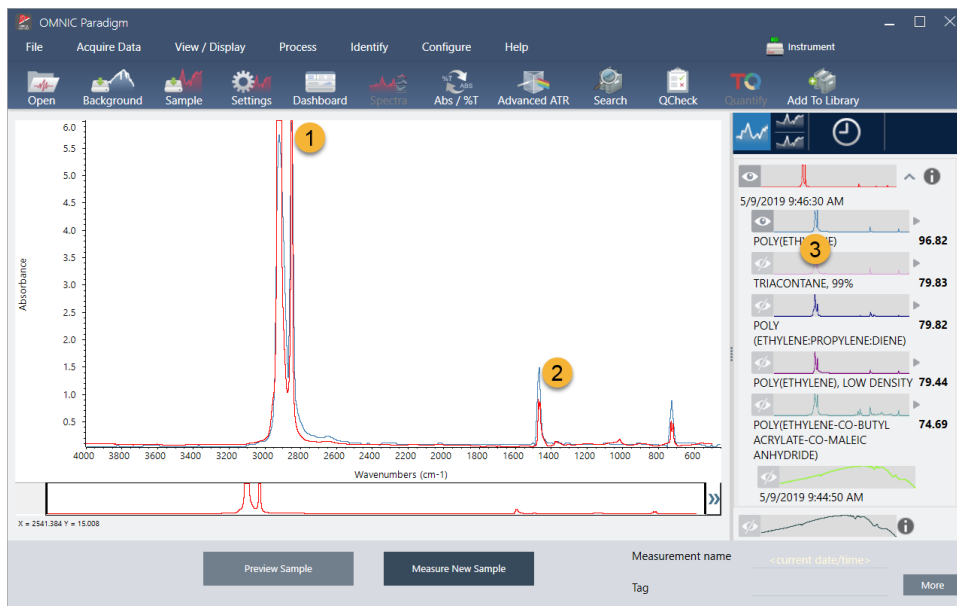 OMNIC Paradigm
File Acquire Data View / Display Process Identify Configure Help Instrument
Open Background Sample Settings Dashboard Spectra Abs / %T Advanced ATR Search QCheck Quantify Add To Library
%T ABS
TQ
6.0
5.5
5.0
4.5
4.0
3.5
3.0
2.5
2.0
1.5
1.0
0.5
Absorbance
1
2
4000 3800 3600 3400 3200 3000 2800 2600 2400 2200 2000 1800 1600 1400 1200 1000 800 600
Wavenumbers (cm-1)
X = 2541.384 Y = 15.008
5/9/2019 9:46:30 AM
3
POLY(ETHYLENE) 96.82
TRIACONTANE, 99% 79.83
POLY 79.82
(ETHYLENE:PROPYLENE:DIENE)
POLY(ETHYLENE), LOW DENSITY 79.44
POLY(ETHYLENE-CO-BUTYL 74.69
ACRYLATE-CO-MALEIC
ANHYDRIDE)
5/9/2019 9:44:50 AM
Preview Sample Measure New Sample
Measurement name <current date/time>
Tag
More